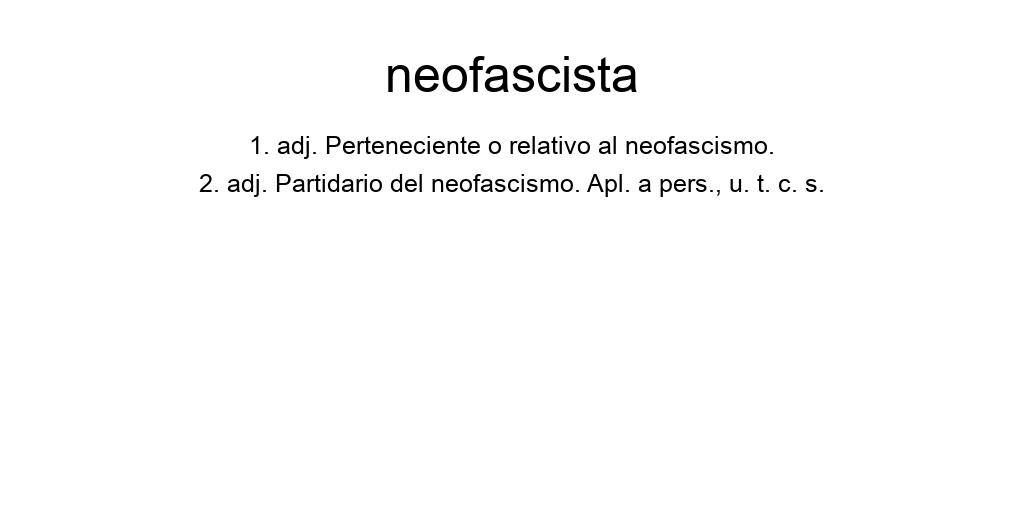 neofascista
1. adj. Perteneciente o relativo al neofascismo.
2. adj. Partidario del neofascismo. Apl. a pers., u. t. c. s.